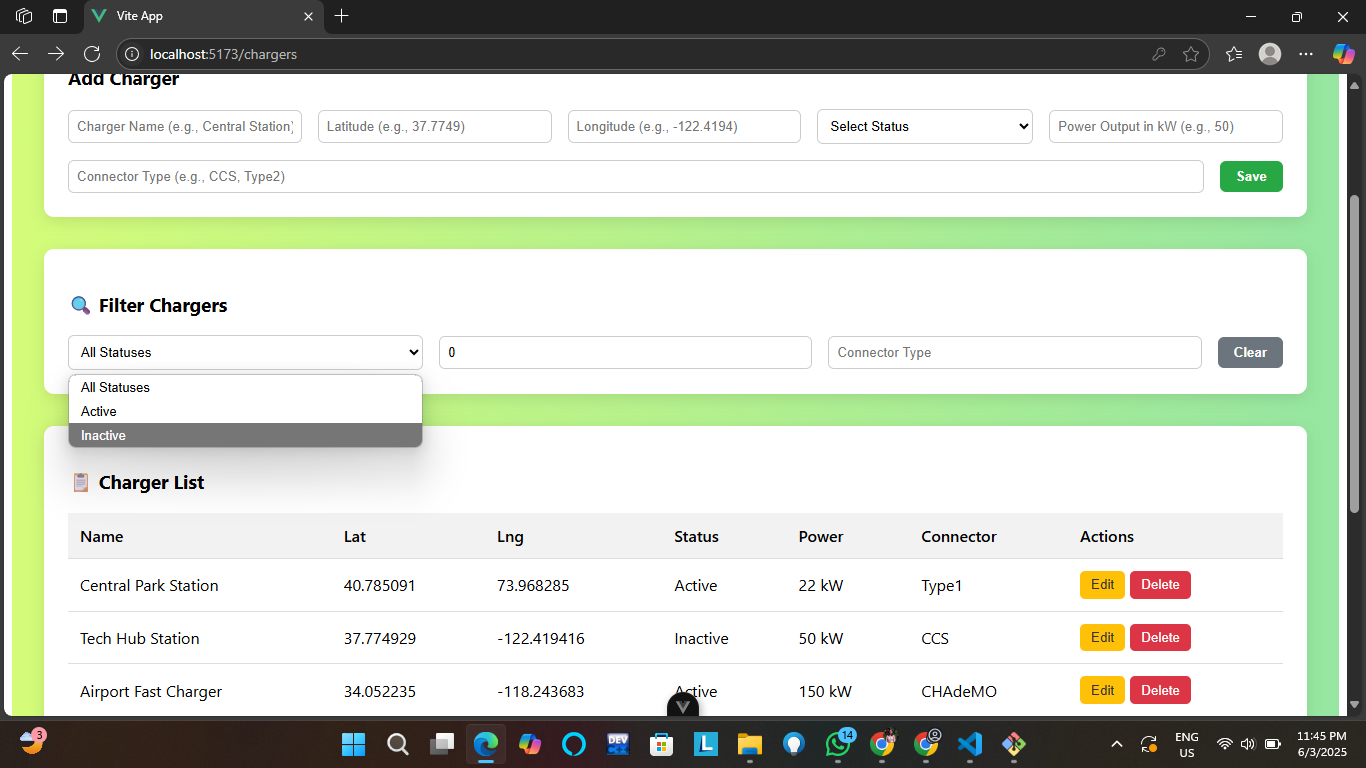 Vite App
localhost:5173/chargers
Add Charger
Charger Name (e.g., Central Station) Latitude (e.g., 37.7749) Longitude (e.g., -122.4194) Select Status Power Output in kW (e.g., 50)
Connector Type (e.g., CCS, Type2) Save
Filter Chargers
All Statuses 0 Connector Type Clear
All Statuses
Active
Inactive
Charger List
Name Lat Lng Status Power Connector Actions
Central Park Station 40.785091 73.968285 Active 22 kW Type1 Edit Delete
Tech Hub Station 37.774929 -122.419416 Inactive 50 kW CCS Edit Delete
Airport Fast Charger 34.052235 -118.243683 Active 150 kW CHAdeMO Edit Delete
3 DEV L 14 ENG 11:45 PM
US 6/3/2025